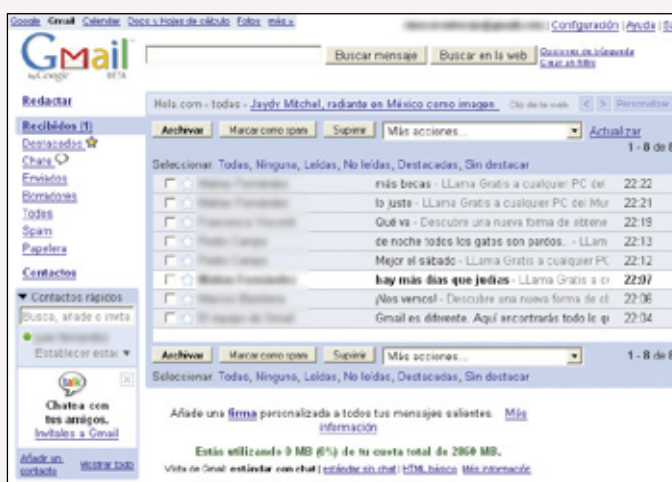 Google Gmail Calendar Docs y Hojas de cálculo Fotos más »
Configuración | Ayuda |
Gmail
by Google BETA
Buscar mensaje Buscar en la web
Opciones de búsqueda
Crear un filtro
Redactar
Recibidos (1)
Destacados
Chats
Enviados
Borradores
Todos
Spam
Papelera
Contactos
Contactos rápidos
Busca, añade o invita
Establecer estac
Chatea con
tus amigos.
Invítales a Gmail
Añadir un
contacto
Mostrar todo
Hola.com - todas - Jaydy Mitchel, radiante en México como imagen Clip de la web < > Personalizar
Archivar Marcar como spam Suprimir Más acciones... Actualizar
1 - 8 de 8
Seleccionar: Todas, Ninguna, Leídas, No leídas, Destacadas, Sin destacar
más becas - LLama Gratis a cualquier PC del 22:22
lo justo - LLama Gratis a cualquier PC del Mur 22:21
Qué va - Descubre una nueva forma de obtene 22:19
de noche todos los gatos son pardos.. - LLam 22:13
Mejor el sábado - LLama Gratis a cualquier PC 22:12
hay más días que judías - LLama Gratis a cu 22:07
¡Nos vemos! - Descubre una nueva forma de ol 22:06
Gmail es diferente. Aquí encontrarás todo lo qu 22:04
Archivar Marcar como spam Suprimir Más acciones... 1 - 8 de 8
Seleccionar: Todas, Ninguna, Leídas, No leídas, Destacadas, Sin destacar
Añade una firma personalizada a todos tus mensajes salientes. Más
información
Estás utilizando 0 MB (0%) de tu cuota total de 2860 MB.
Vista de Gmail: estándar con chat | estándar sin chat | HTML básico Más información